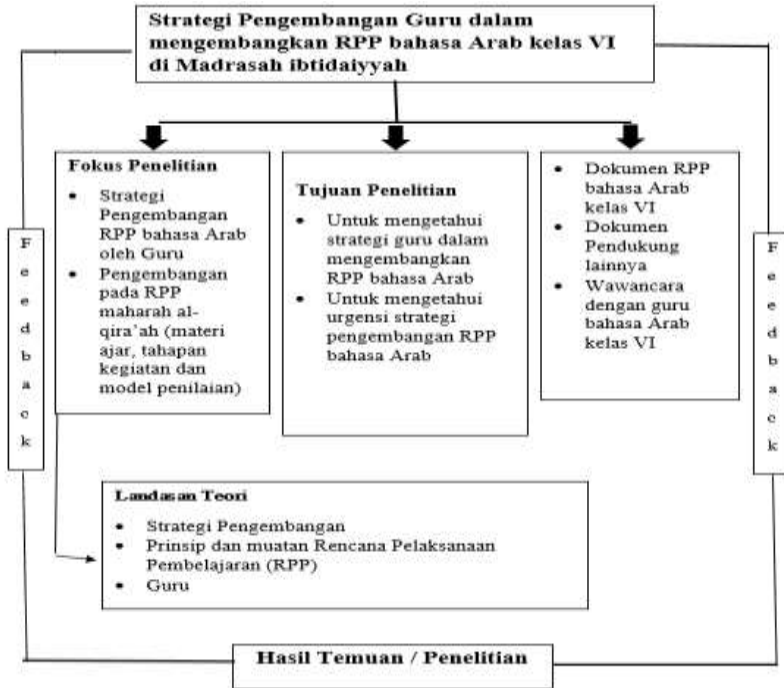 Strategi Pengembangan Guru dalam
mengembangkan RPP bahasa Arab kelas VI
di Madrasah ibtidaiyyah
Fokus Penelitian
• Strategi
Pengembangan
RPP bahasa Arab
oleh Guru
• Pengembangan
pada RPP
maharah al-
qira’ah (materi
ajar, tahapan
kegiatan dan
model penilaian)
Tujuan Penelitian
• Untuk mengetahui
strategi guru dalam
mengembangkan
RPP bahasa Arab
• Untuk mengetahui
urgensi strategi
pengembangan RPP
bahasa Arab
• Dokumen RPP
bahasa Arab
kelas VI
• Dokumen
Pendukung
lainnya
• Wawancara
dengan guru
bahasa Arab
kelas VI
F
e
e
d
b
a
c
k
F
e
e
d
b
a
c
k
Landasan Teori
• Strategi Pengembangan
• Prinsip dan muatan Rencana Pelaksanaan
Pembelajaran (RPP)
• Guru
Hasil Temuan / Penelitian